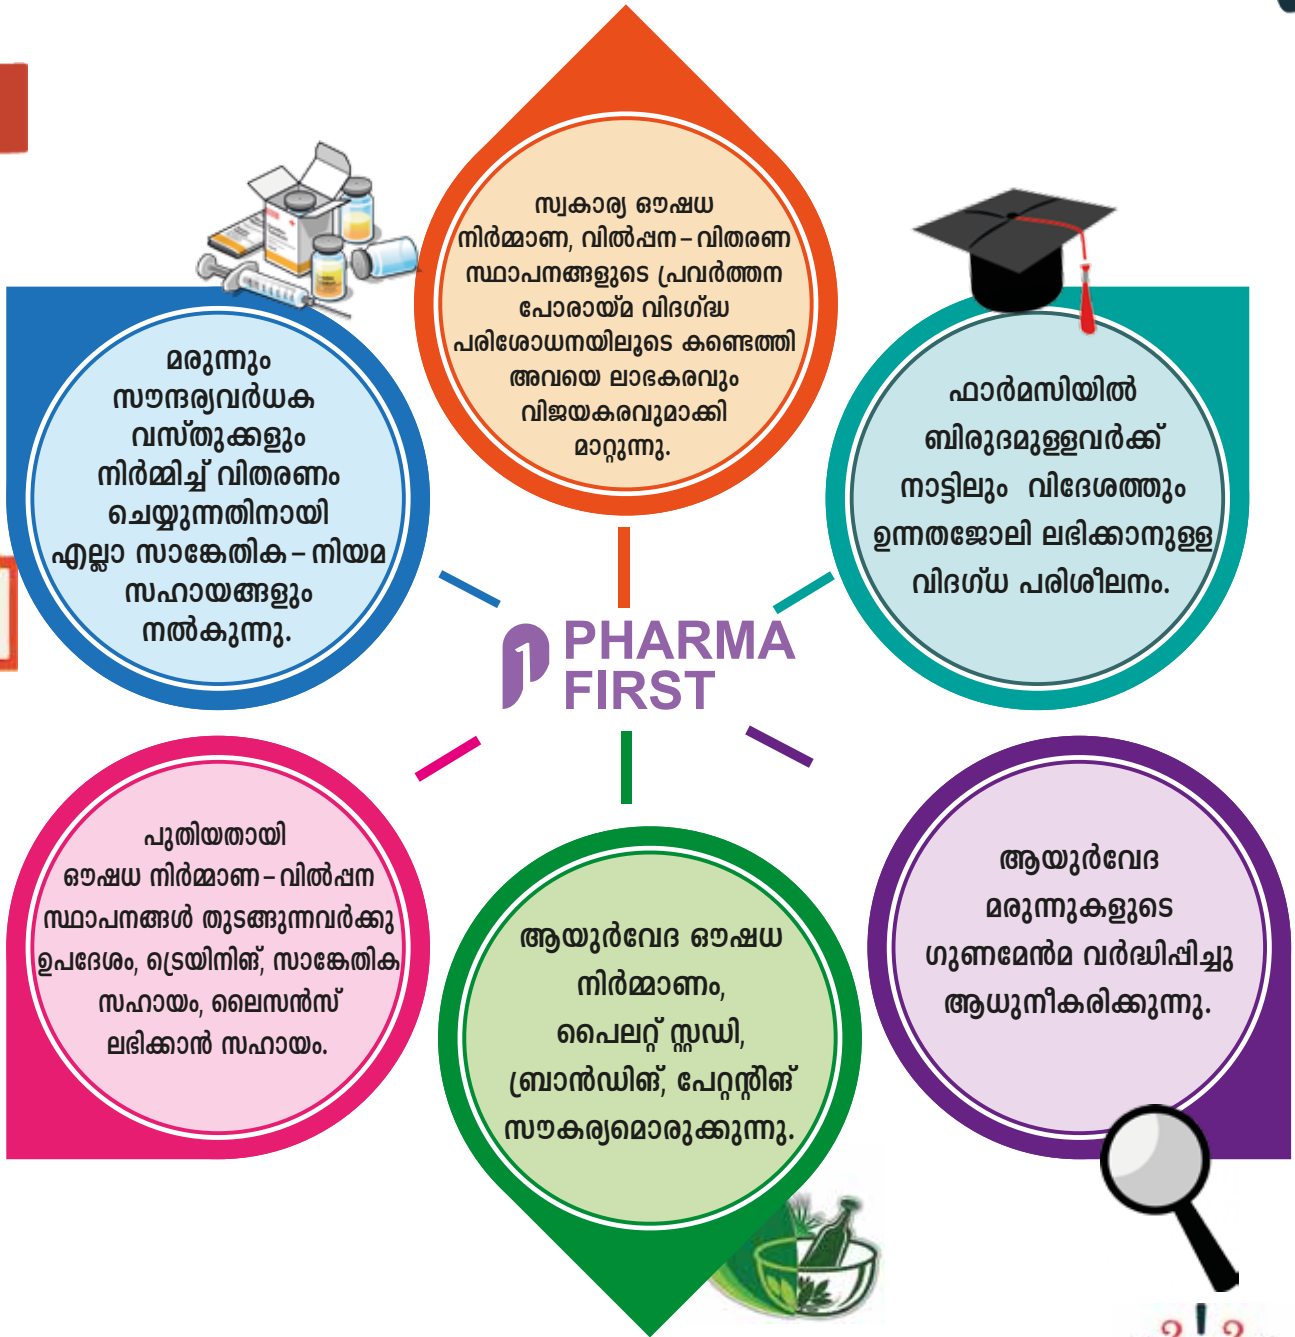 സ്വകാര്യ ഔഷധ
നിർമ്മാണ, വിൽപ്പന – വിതരണ
സ്ഥാപനങ്ങളുടെ പ്രവർത്തന
പോരായ്മ വിദഗ്ദ്ധ
പരിശോധനയിലൂടെ കണ്ടെത്തി
അവയെ ലാഭകരവും
വിജയകരവുമാക്കി
മാറ്റുന്നു.
മരുന്നും
സൗന്ദര്യവർധക
വസ്തുക്കളും
നിർമ്മിച്ച് വിതരണം
ചെയ്യുന്നതിനായി
എല്ലാ സാങ്കേതിക – നിയമ
സഹായങ്ങളും
നൽകുന്നു.
ഫാർമസിയിൽ
ബിരുദമുള്ളവർക്ക്
നാട്ടിലും വിദേശത്തും
ഉന്നതജോലി ലഭിക്കാനുള്ള
വിദഗ്ധ പരിശീലനം.
PHARMA
FIRST
പുതിയതായി
ഔഷധ നിർമ്മാണ – വിൽപ്പന
സ്ഥാപനങ്ങൾ തുടങ്ങുന്നവർക്കു
ഉപദേശം, ട്രെയിനിങ്, സാങ്കേതിക
സഹായം, ലൈസൻസ്
ലഭിക്കാൻ സഹായം.
ആയുർവേദ ഔഷധ
നിർമ്മാണം,
പൈലറ്റ് സ്റ്റഡി,
ബ്രാൻഡിങ്, പേറ്റന്റിങ്
സൗകര്യമൊരുക്കുന്നു.
ആയുർവേദ
മരുന്നുകളുടെ
ഗുണമേൻമ വർദ്ധിപ്പിച്ചു
ആധുനീകരിക്കുന്നു.